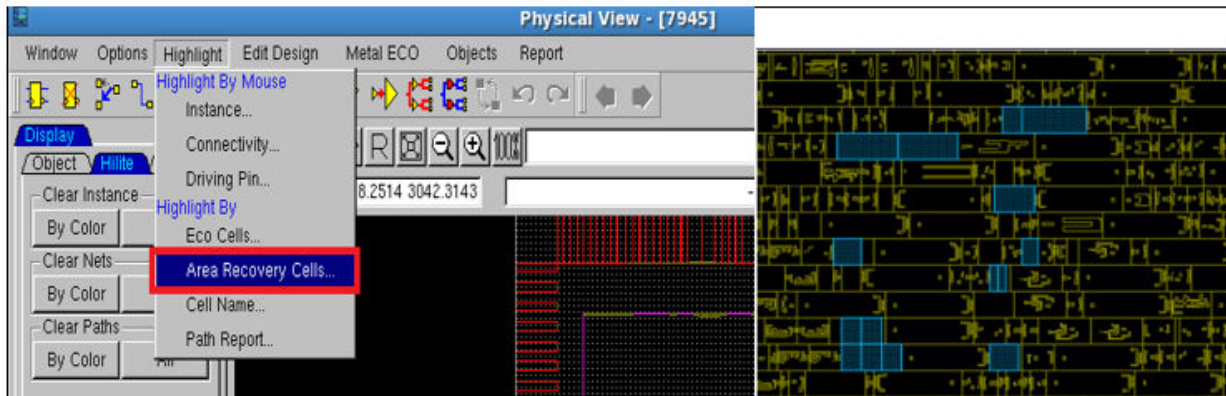 Physical View - [7945]
Window Options Highlight Edit Design Metal ECO Objects Report
Highlight By Mouse
Instance...
Connectivity...
Driving Pin...
Highlight By
Eco Cells...
Area Recovery Cells...
Cell Name...
Path Report...
Display
Object Hilite
R 100%
8.2514 3042.3143
Clear Instance
By Color
Clear Nets
By Color
Clear Paths
By Color